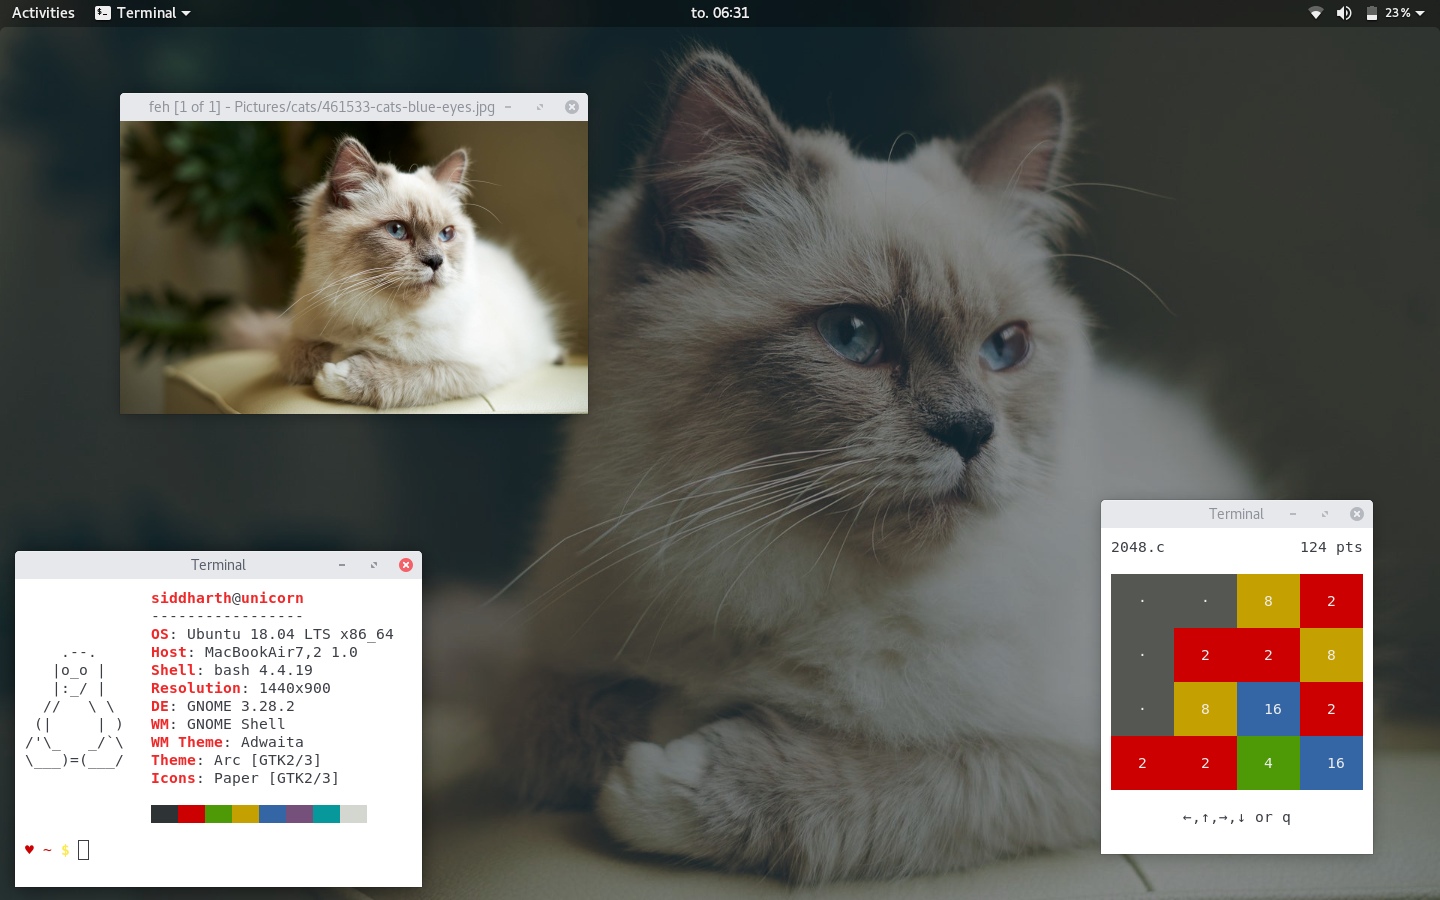 Activities Terminal to. 06:31 23%
feh [1 of 1] - Pictures/cats/461533-cats-blue-eyes.jpg
Terminal
siddharth@unicorn
-----------------
OS: Ubuntu 18.04 LTS x86_64
Host: MacBookAir7,2 1.0
Shell: bash 4.4.19
Resolution: 1440x900
DE: GNOME 3.28.2
WM: GNOME Shell
WM Theme: Adwaita
Theme: Arc [GTK2/3]
Icons: Paper [GTK2/3]
    .--.
   |o_o |
   |:_/ |
  //   \ \
 (|     | )
/'\_   _/`\
\___)=(___/
♥ ~ $
Terminal
2048.c 124 pts
· · 8 2
· 2 2 8
· 8 16 2
2 2 4 16
←,↑,→,↓ or q